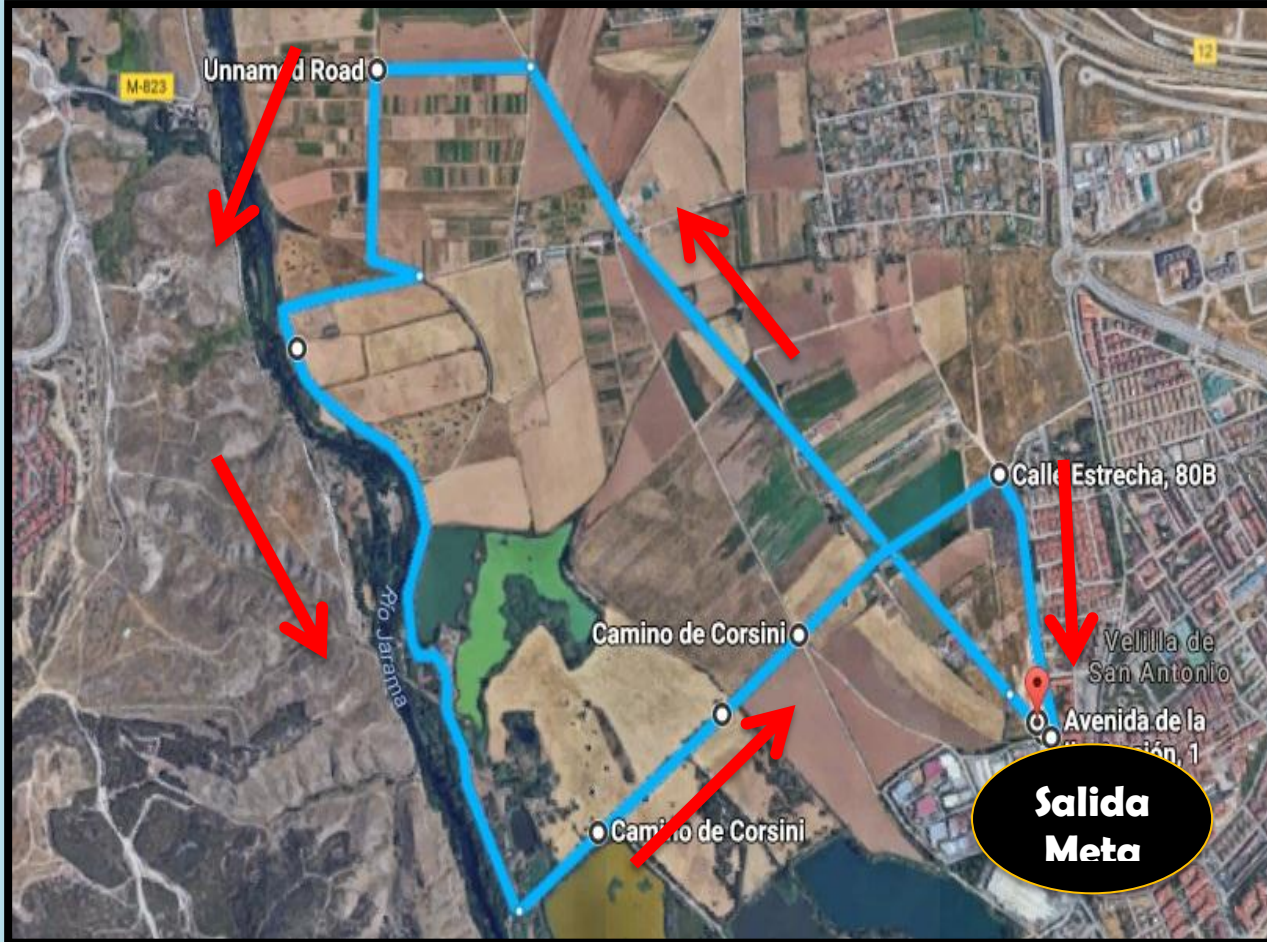 12
M-823
Unnamed Road
Calle Estrecha, 80B
Río Jarama
Camino de Corsini
Velilla de
San Antonio
Avenida de la
1
Camino de Corsini
Salida
Meta